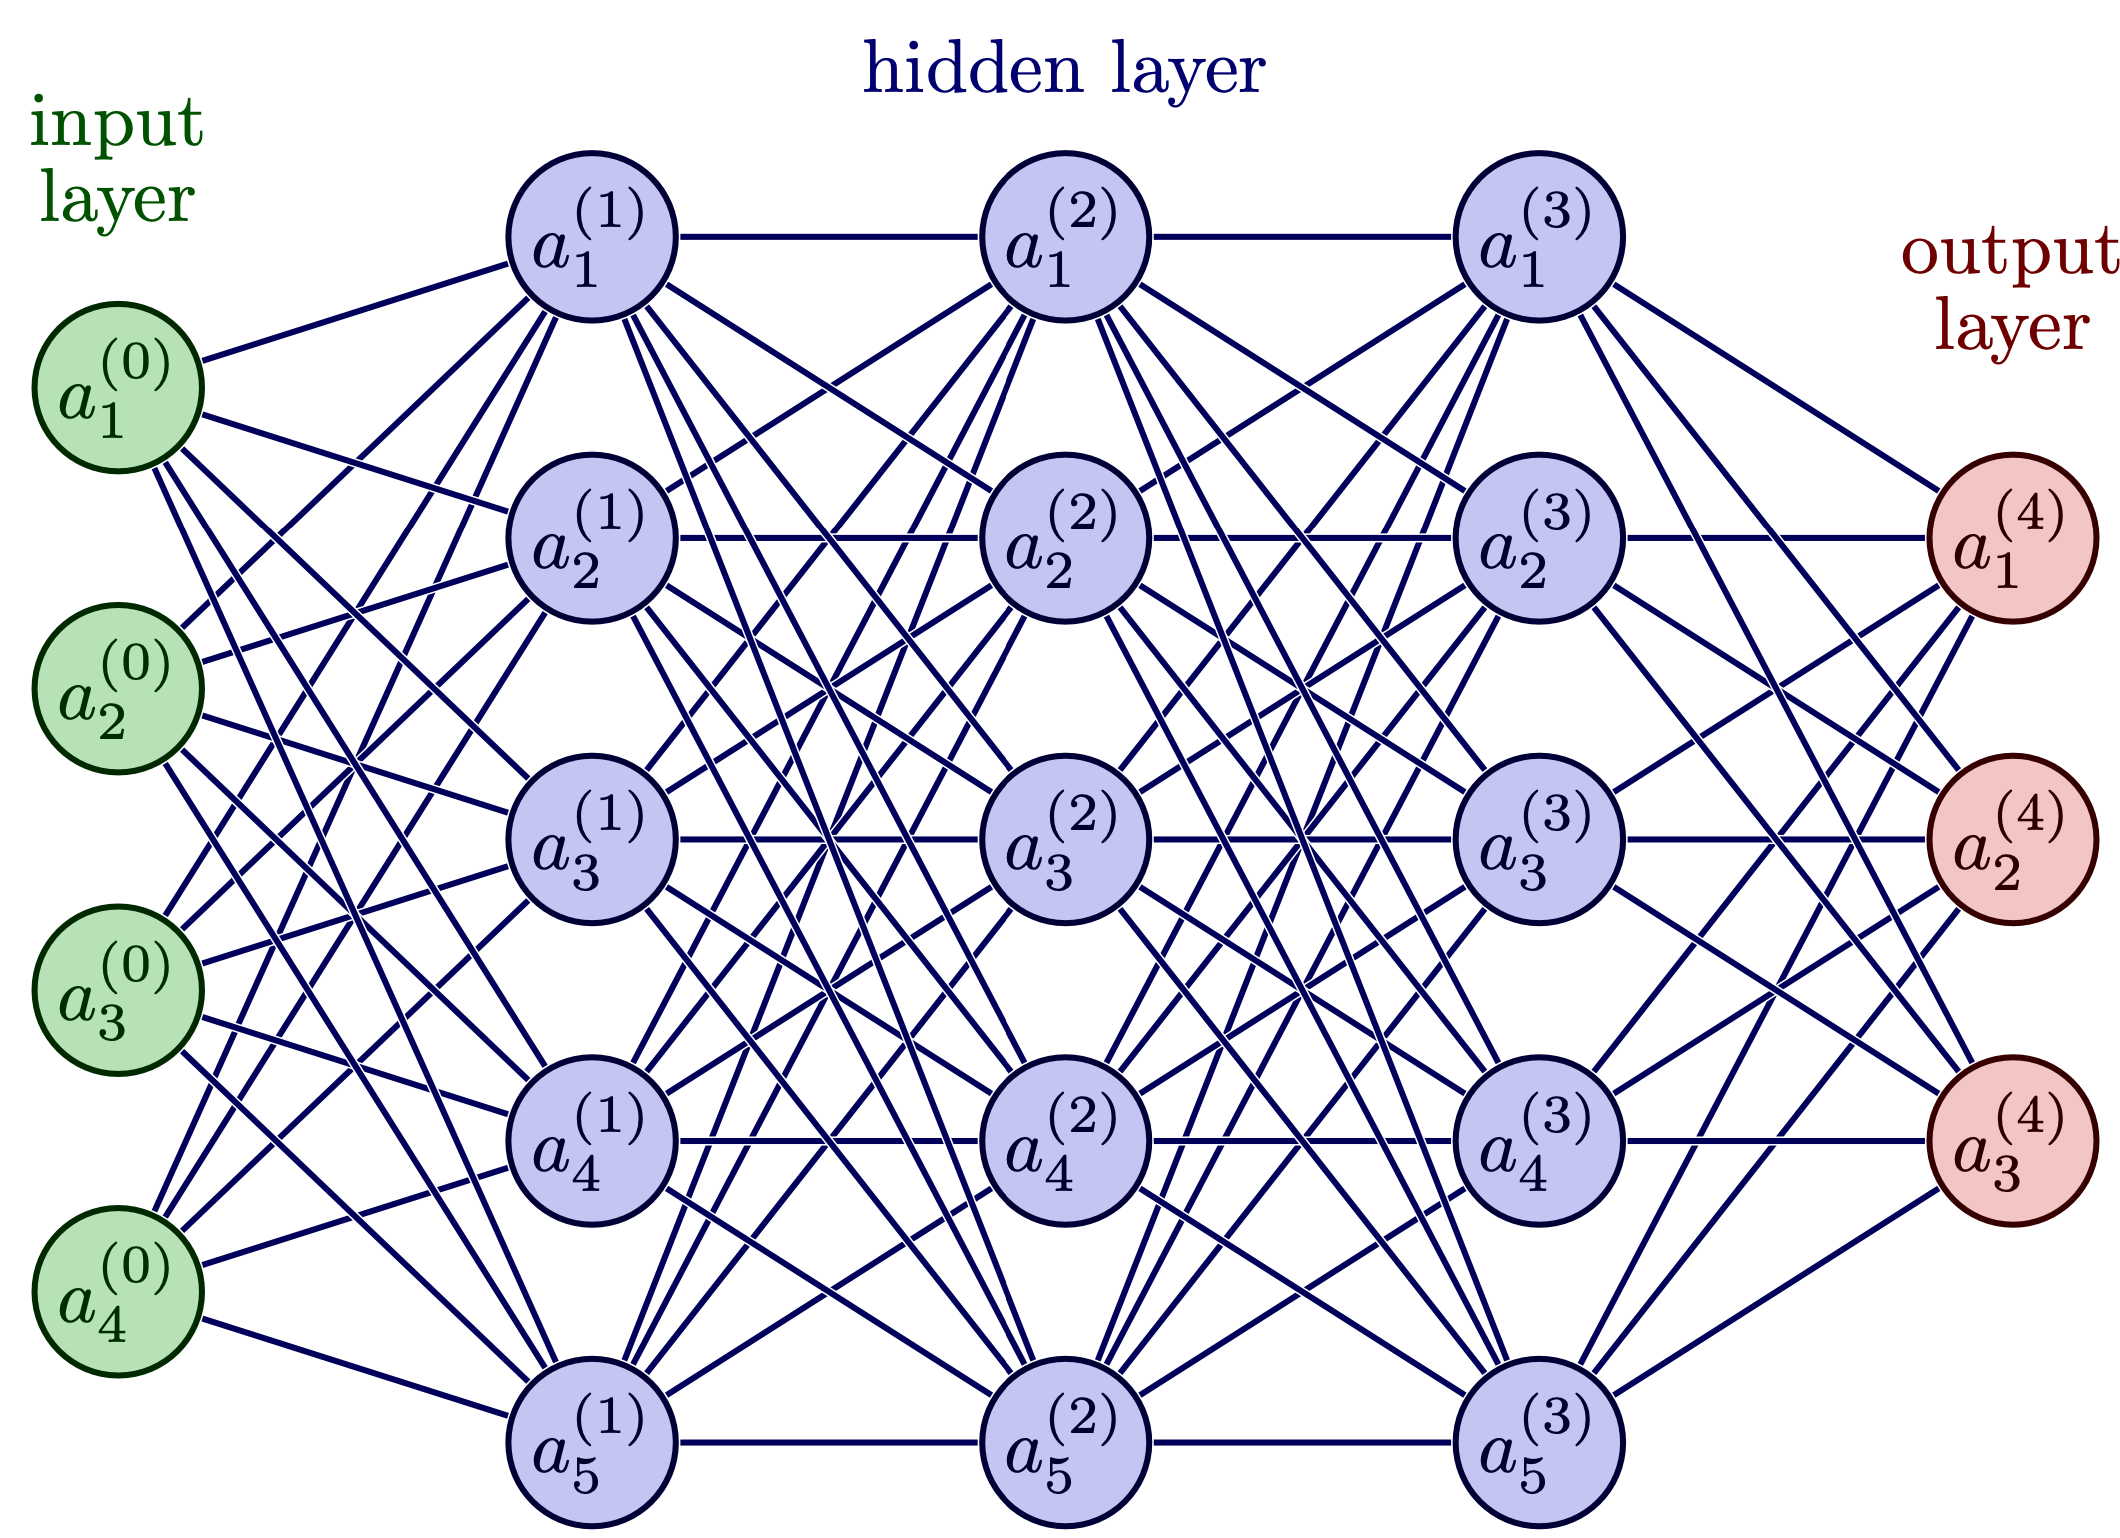 hidden layer
input
layer
output
layer
a_1^{(0)}
a_2^{(0)}
a_3^{(0)}
a_4^{(0)}
a_1^{(1)}
a_2^{(1)}
a_3^{(1)}
a_4^{(1)}
a_5^{(1)}
a_1^{(2)}
a_2^{(2)}
a_3^{(2)}
a_4^{(2)}
a_5^{(2)}
a_1^{(3)}
a_2^{(3)}
a_3^{(3)}
a_4^{(3)}
a_5^{(3)}
a_1^{(4)}
a_2^{(4)}
a_3^{(4)}